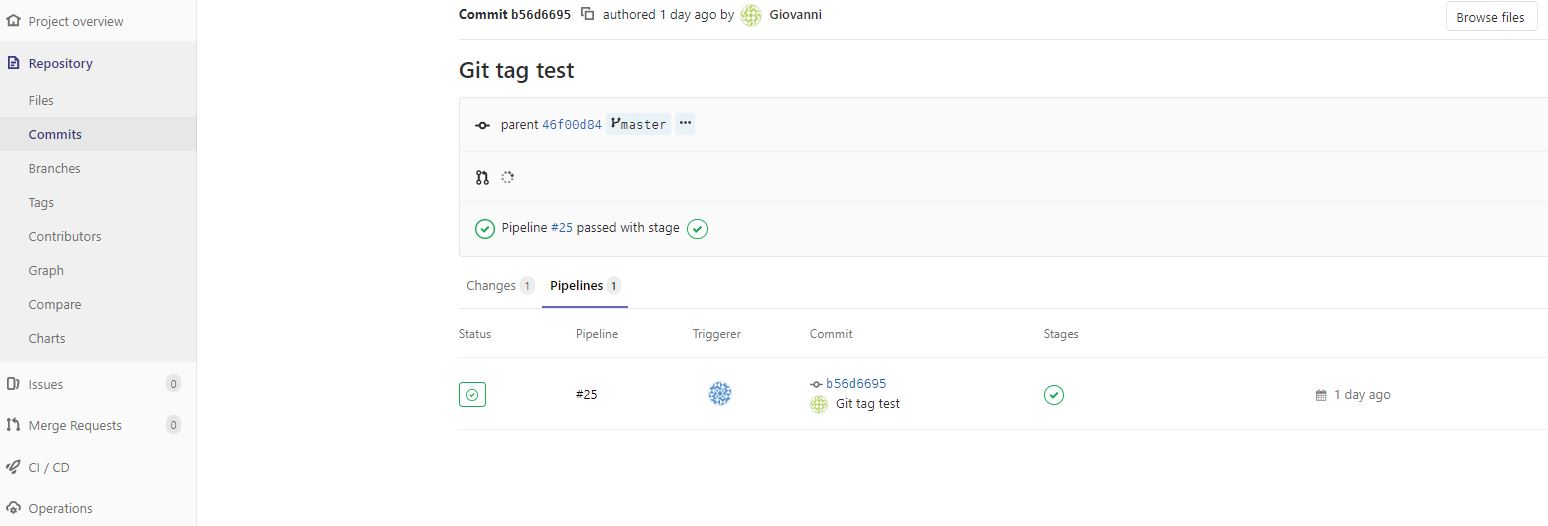 Project overview
Repository
Files
Commits
Branches
Tags
Contributors
Graph
Compare
Charts
Issues 0
Merge Requests 0
CI / CD
Operations
Commit b56d6695 authored 1 day ago by Giovanni
Browse files
Git tag test
parent 46f00d84 master ...
Pipeline #25 passed with stage
Changes 1 Pipelines 1
Status Pipeline Triggerer Commit Stages
#25 b56d6695 1 day ago
Git tag test